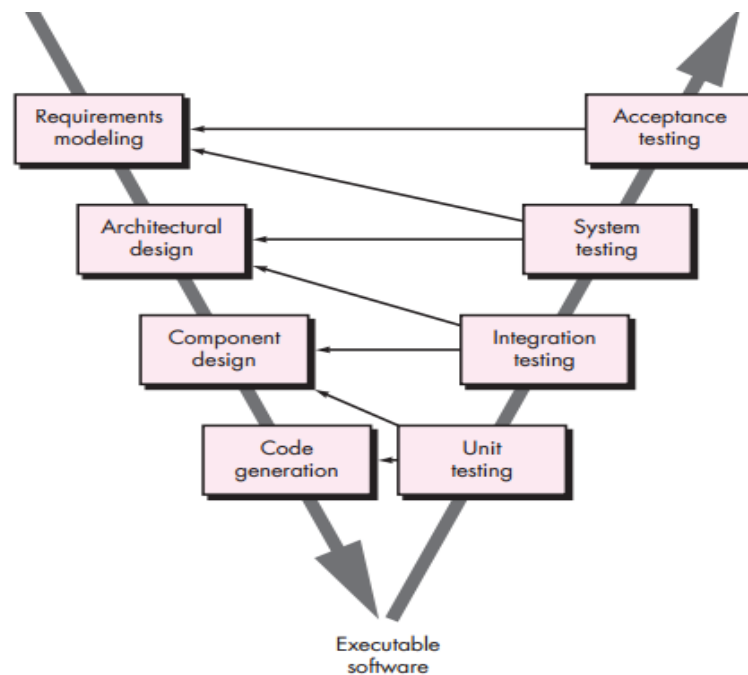 Requirements
modeling
Acceptance
testing
Architectural
design
System
testing
Component
design
Integration
testing
Code
generation
Unit
testing
Executable
software